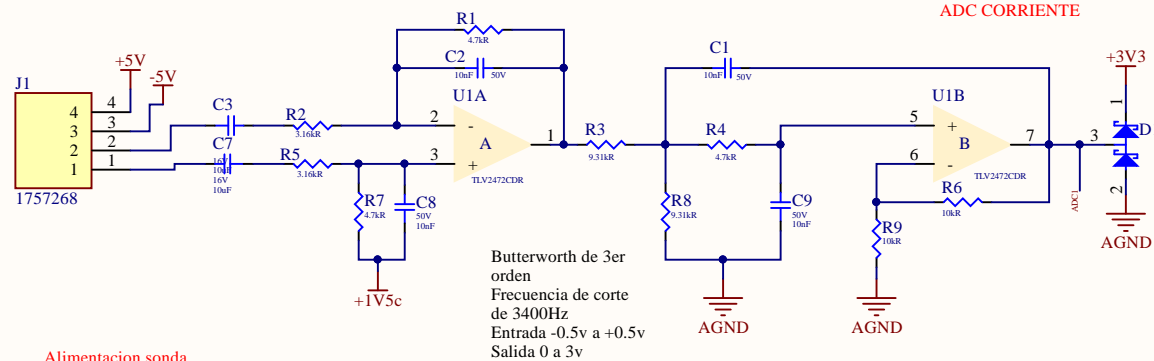 ADC CORRIENTE
R1
4.7kR
C2
10nF 50V
C1
10nF 50V
+5V
-5V
+3V3
J1
4
3
2
1
4
3
2
1
1757268
C3
C7
16V
10uF
16V
10uF
R2
3.16kR
R5
3.16kR
U1A
2
3
-
+
A
1
TLV2472CDR
R7
4.7kR
C8
50V
10nF
+1V5c
R3
9.31kR
R4
4.7kR
R8
9.31kR
C9
50V
10nF
AGND
U1B
5
6
+
-
B
7
TLV2472CDR
R6
10kR
R9
10kR
AGND
ADC1
1
3
2
D
AGND
Butterworth de 3er
orden
Frecuencia de corte
de 3400Hz
Entrada -0.5v a +0.5v
Salida 0 a 3v
Alimentacion sonda